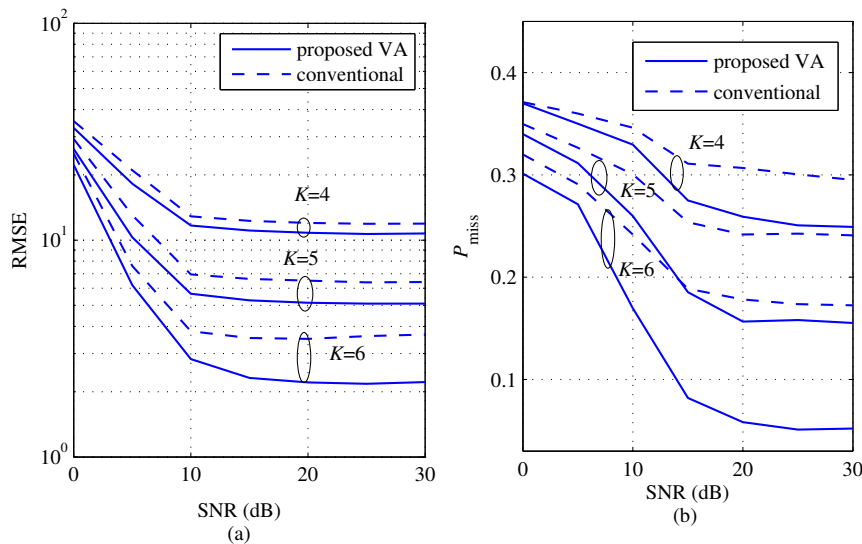 10^2
10^1
10^0
RMSE
proposed VA
conventional
K=4
K=5
K=6
0
10
20
30
SNR (dB)
(a)
0.4
0.3
0.2
0.1
P_miss
proposed VA
conventional
K=4
K=5
K=6
0
10
20
30
SNR (dB)
(b)